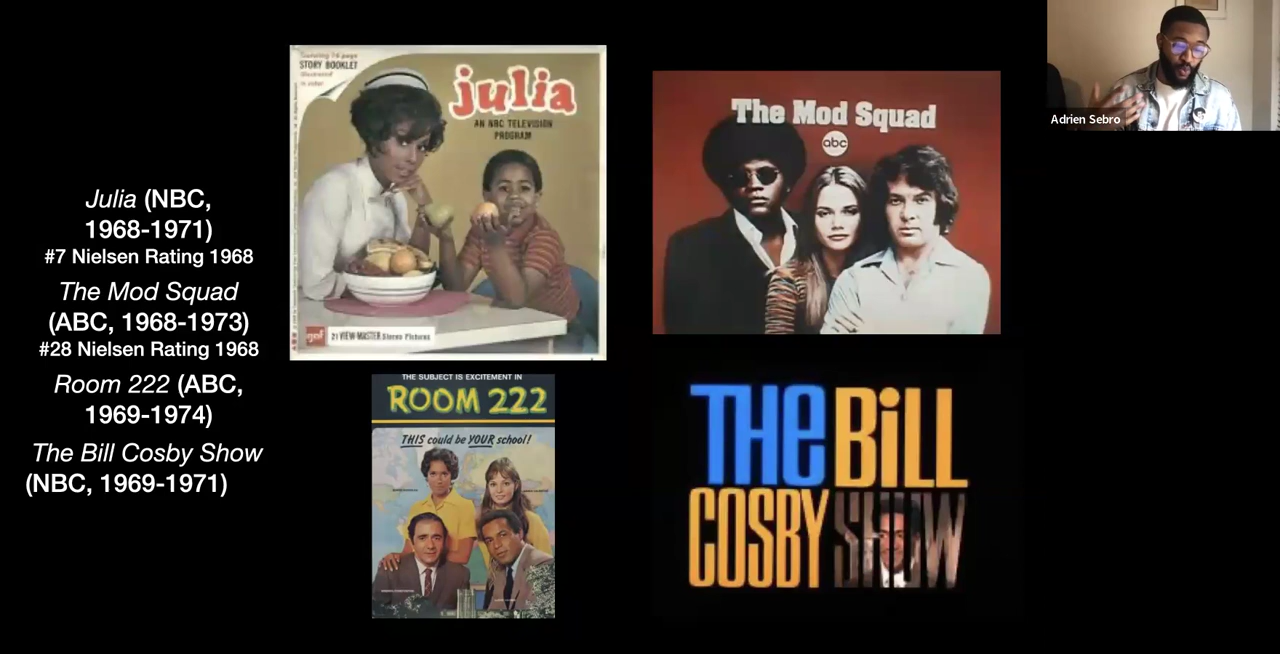 Julia (NBC,
1968-1971)
#7 Nielsen Rating 1968
The Mod Squad
(ABC, 1968-1973)
#28 Nielsen Rating 1968
Room 222 (ABC,
1969-1974)
The Bill Cosby Show
(NBC, 1969-1971)
STORY BOOKLET
julia
AN NBC TELEVISION
PROGRAM
gaf
21 VIEW-MASTER Stereo Pictures
The Mod Squad
abc
THE SUBJECT IS EXCITEMENT IN
ROOM 222
THIS could be YOUR school!
THE BiLL
COSBY SHOW
Adrien Sebro